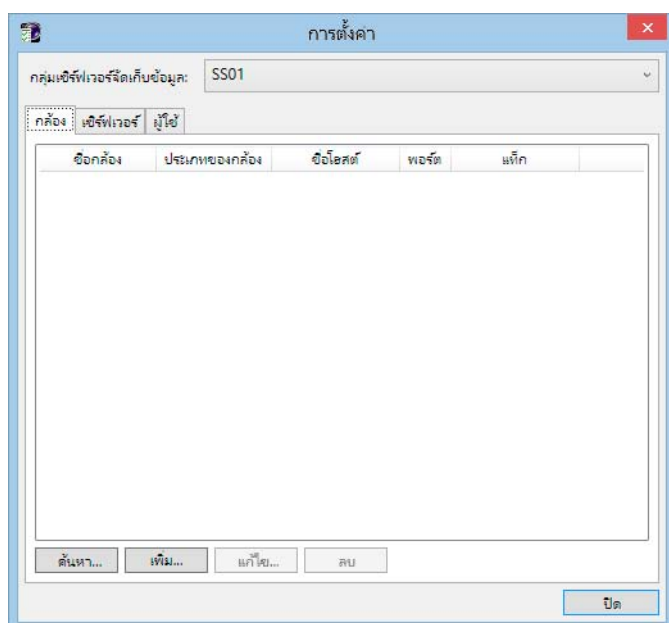 การตั้งค่า
กลุ่มเซิร์ฟเวอร์จัดเก็บข้อมูล: SS01
กล้อง เซิร์ฟเวอร์ ผู้ใช้
ชื่อกล้อง ประเภทของกล้อง ชื่อโฮสต์ พอร์ต แท็ก
ค้นหา... เพิ่ม... แก้ไข... ลบ
ปิด